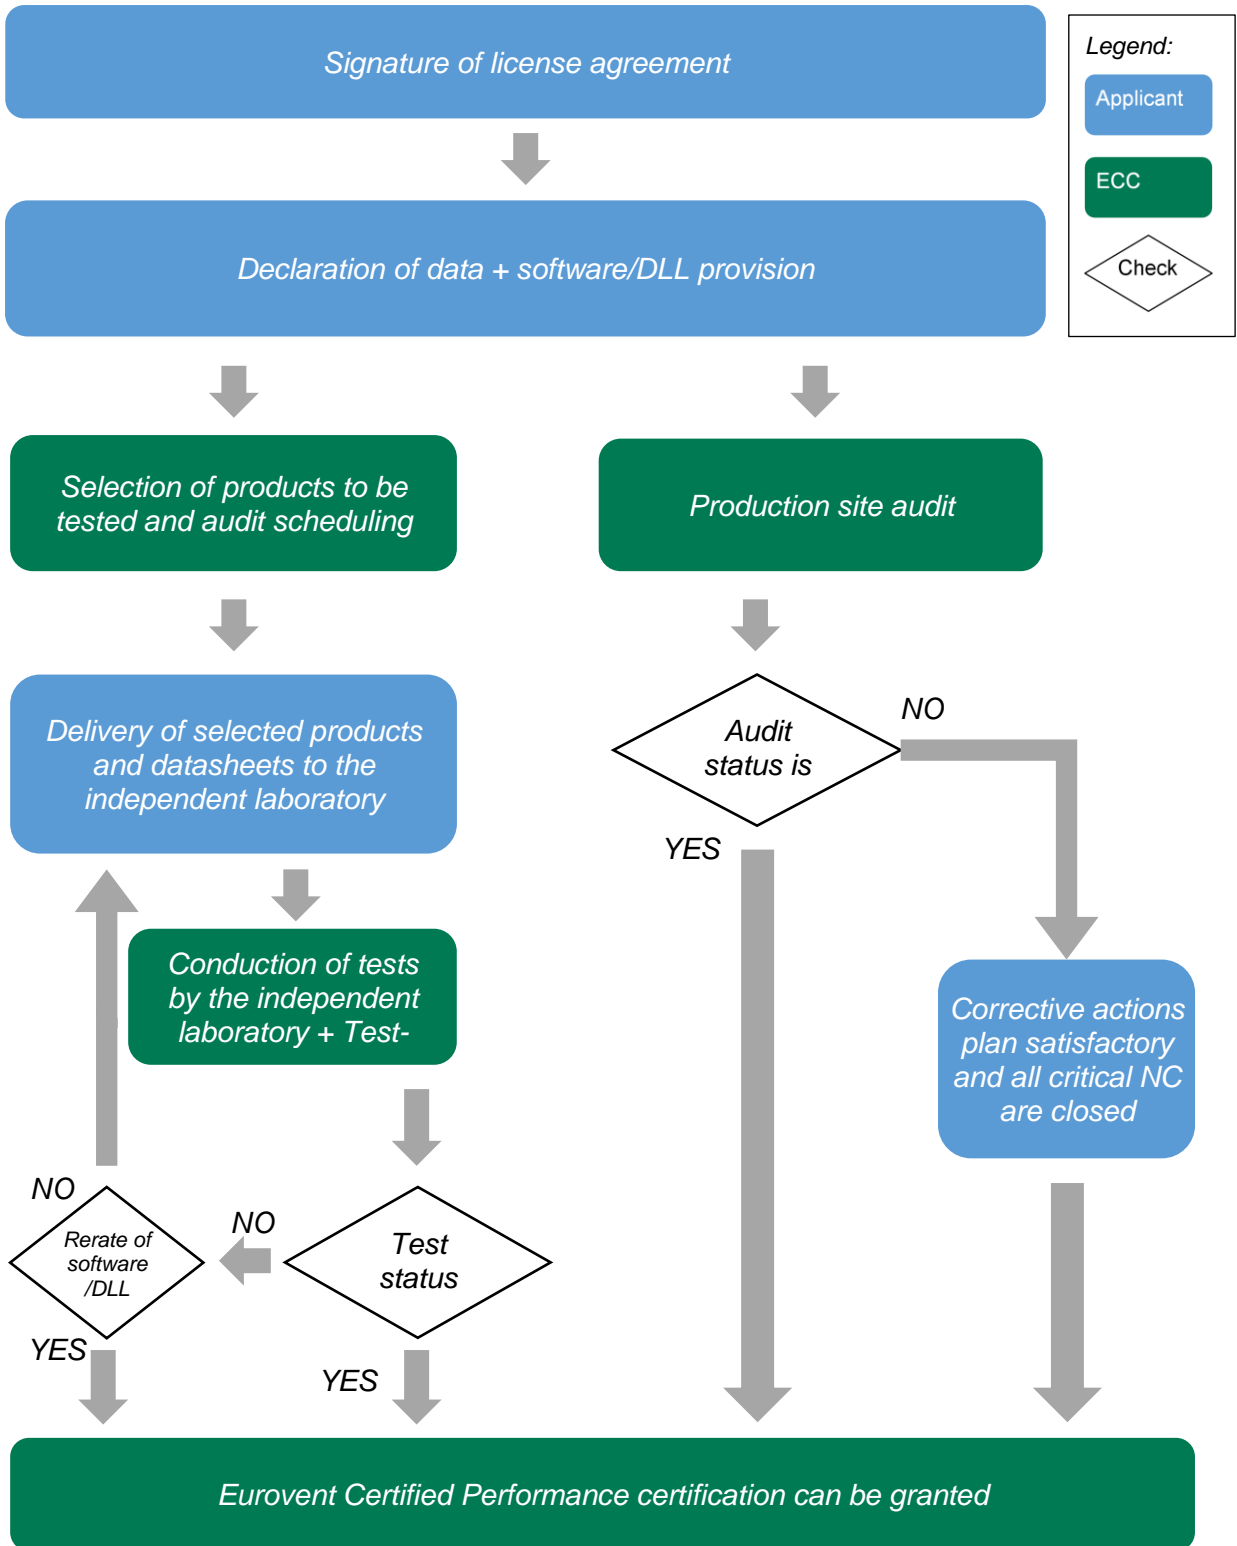 Signature of license agreement
Legend:
Applicant
ECC
Check
Declaration of data + software/DLL provision
Selection of products to be
tested and audit scheduling
Production site audit
Delivery of selected products
and datasheets to the
independent laboratory
Audit
status is
NO
YES
Conduction of tests
by the independent
laboratory + Test-
Corrective actions
plan satisfactory
and all critical NC
are closed
NO
Rerate of
software
/DLL
NO
Test
status
YES
YES
Eurovent Certified Performance certification can be granted